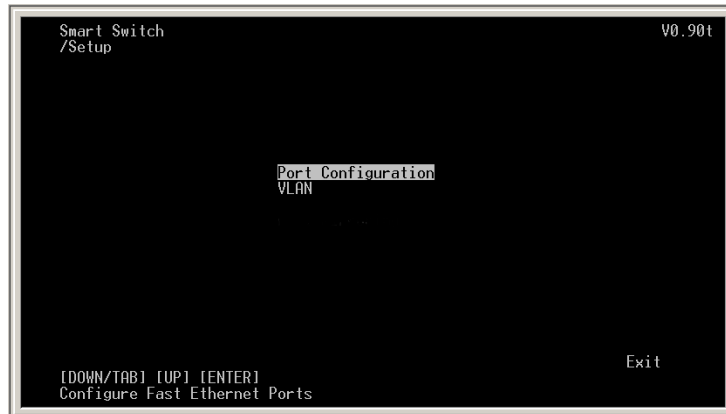 Smart Switch V0.90t
/Setup
Port Configuration
VLAN
Exit
[DOWN/TAB] [UP] [ENTER]
Configure Fast Ethernet Ports